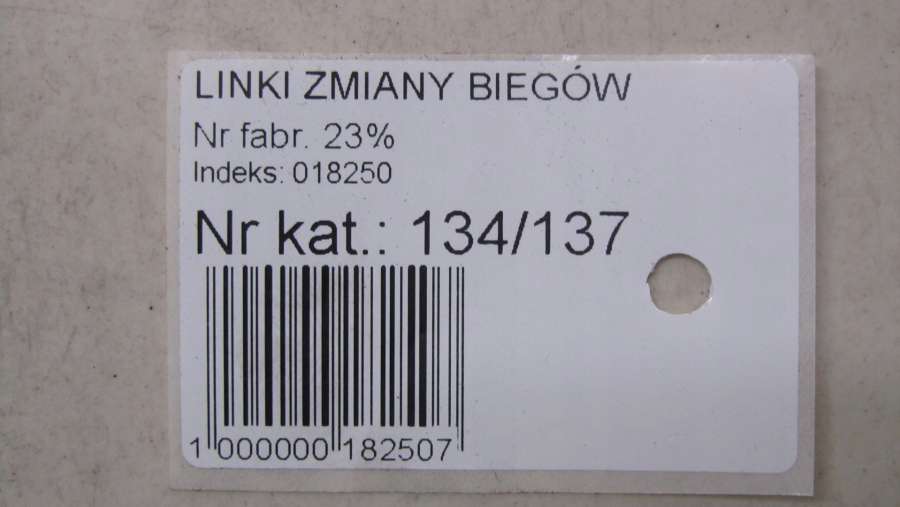 LINKI ZMIANY BIEGÓW
Nr fabr. 23%
Indeks: 018250
Nr kat.: 134/137
1 000000 182507